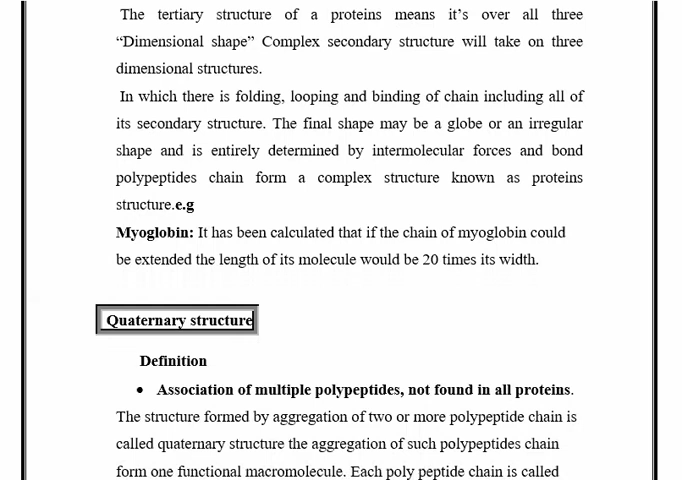 The tertiary structure of a proteins means it’s over all three
“Dimensional shape” Complex secondary structure will take on three
dimensional structures.
In which there is folding, looping and binding of chain including all of
its secondary structure. The final shape may be a globe or an irregular
shape and is entirely determined by intermolecular forces and bond
polypeptides chain form a complex structure known as proteins
structure.e.g
Myoglobin: It has been calculated that if the chain of myoglobin could
be extended the length of its molecule would be 20 times its width.
Quaternary structure
Definition
• Association of multiple polypeptides, not found in all proteins.
The structure formed by aggregation of two or more polypeptide chain is
called quaternary structure the aggregation of such polypeptides chain
form one functional macromolecule. Each poly peptide chain is called